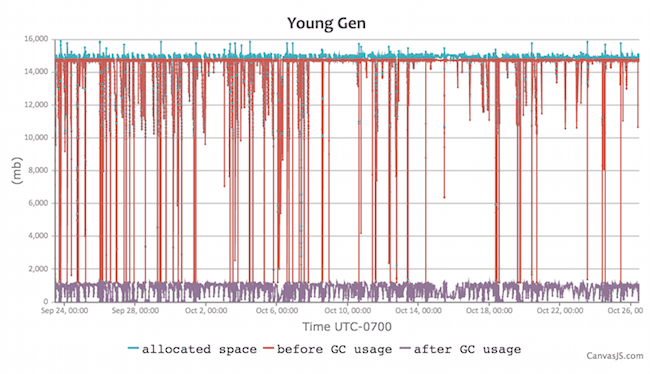 Young Gen
16,000
14,000
12,000
10,000
8,000
6,000
4,000
2,000
0
(mb)
Sep 24, 00:00 Sep 28, 00:00 Oct 2, 00:00 Oct 6, 00:00 Oct 10, 00:00 Oct 14, 00:00 Oct 18, 00:00 Oct 22, 00:00 Oct 26, 00:00
Time UTC-0700
allocated space before GC usage after GC usage
CanvasJS.com